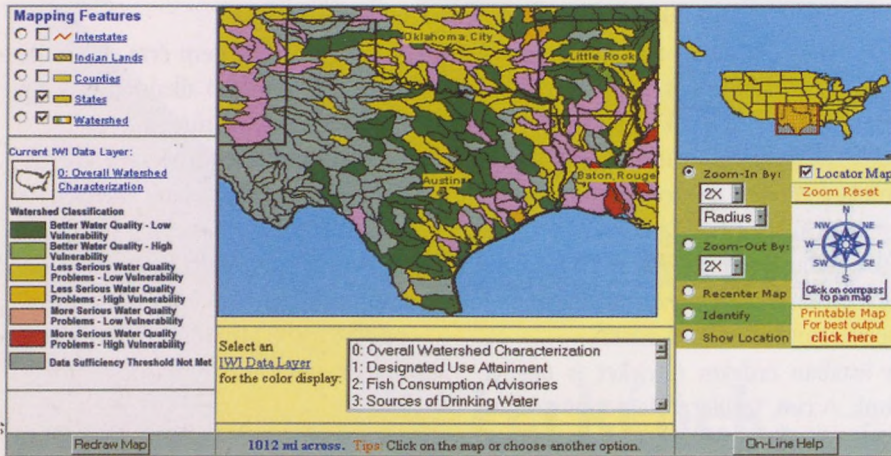 Mapping Features
Interstates
Indian Lands
Counties
States
Watershed
Current IWI Data Layer:
0: Overall Watershed
Characterization
Watershed Classification
Better Water Quality - Low
Vulnerability
Better Water Quality - High
Vulnerability
Less Serious Water Quality
Problems - Low Vulnerability
Less Serious Water Quality
Problems - High Vulnerability
More Serious Water Quality
Problems - Low Vulnerability
More Serious Water Quality
Problems - High Vulnerability
Data Sufficiency Threshold Not Met
Redraw Map
Oklahoma City
Little Rock
Austin
Baton Rouge
Select an
IWI Data Layer
for the color display:
0: Overall Watershed Characterization
1: Designated Use Attainment
2: Fish Consumption Advisories
3: Sources of Drinking Water
1012 mi across. Tips: Click on the map or choose another option.
Zoom-In By:
2X
Radius
Zoom-Out By:
2X
Recenter Map
Identify
Show Location
Locator Map
Zoom Reset
N
NW NE
W E
SW SE
S
Click on compass
to pan map
Printable Map
For best output
click here
On-Line Help